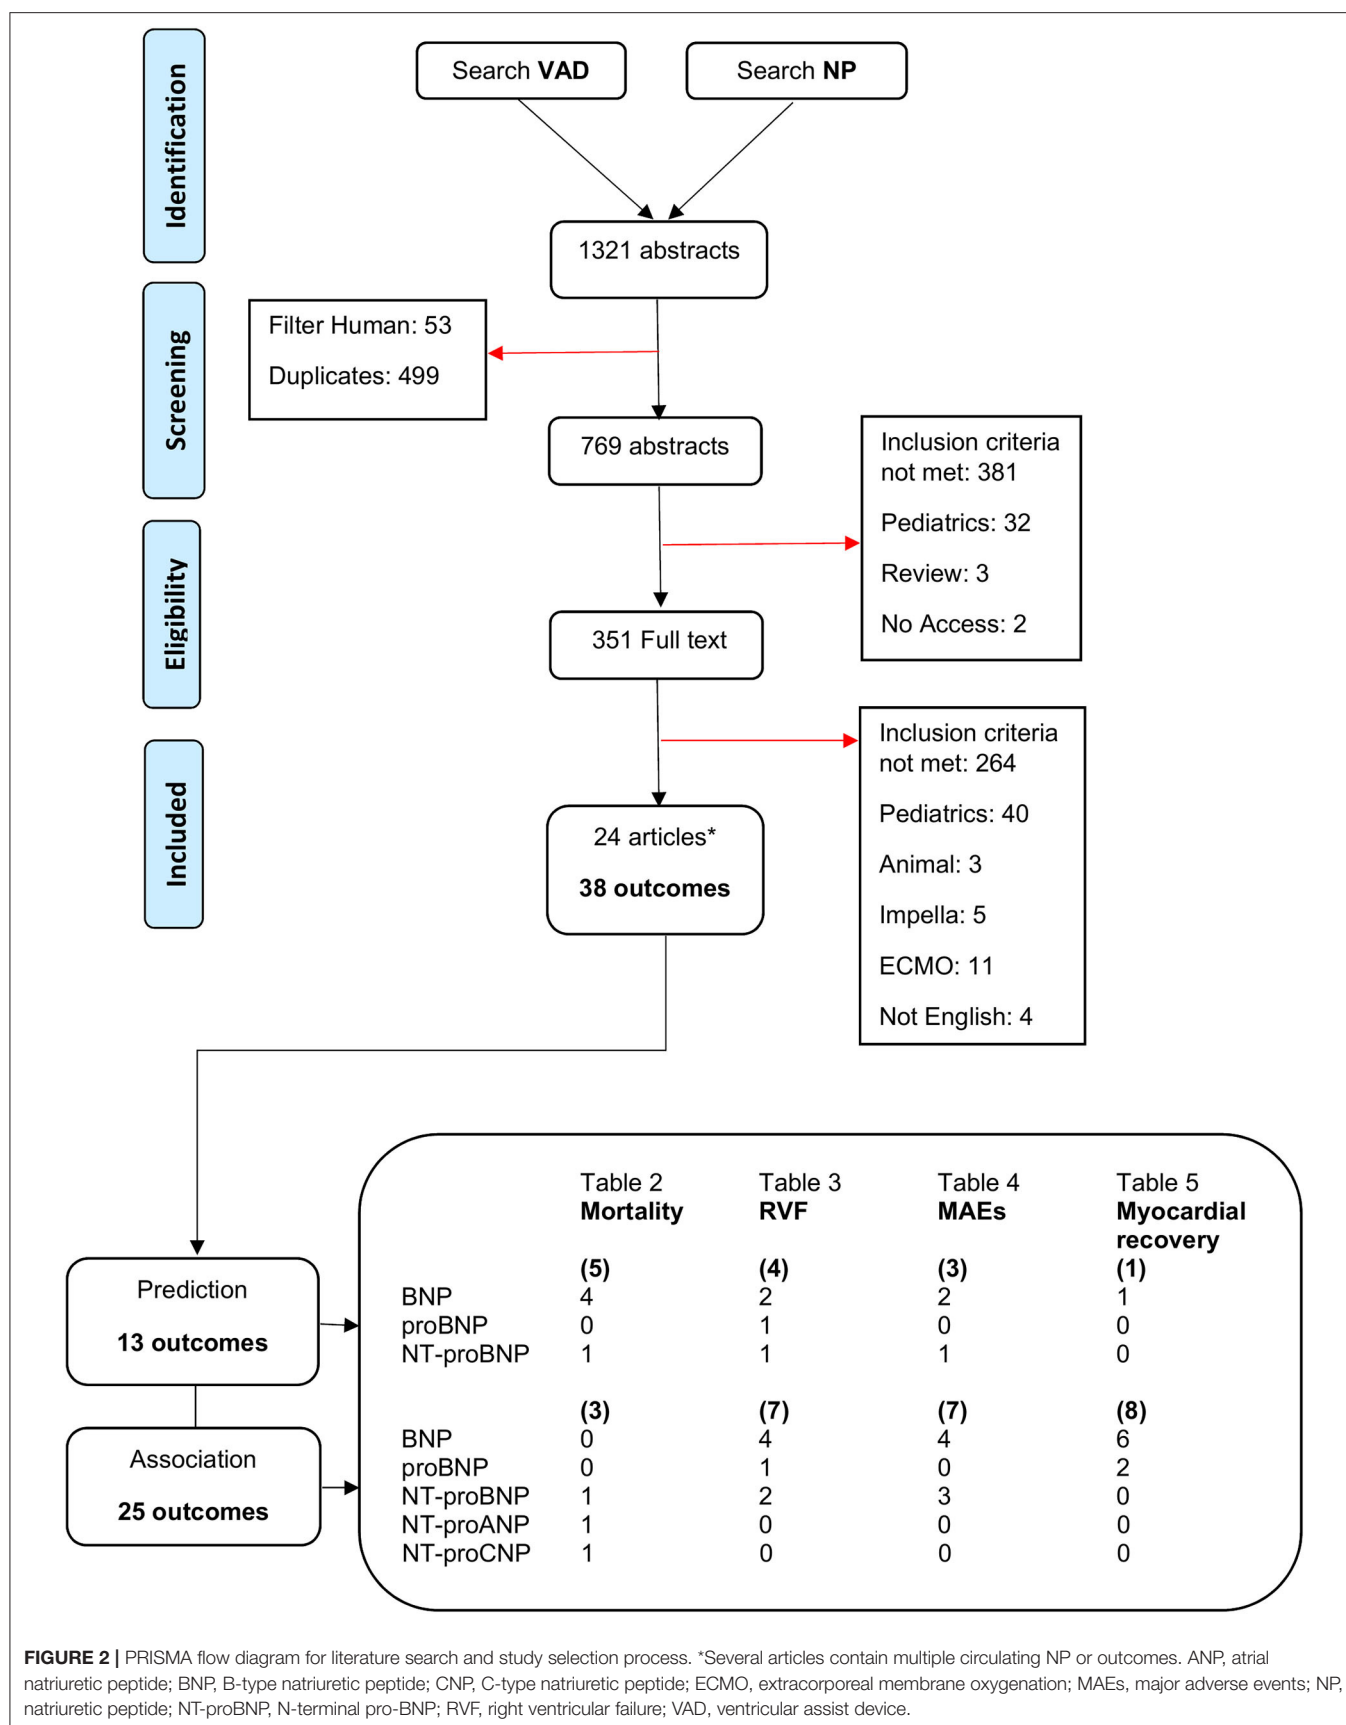 Identification
Search VAD
Search NP
1321 abstracts
Screening
Filter Human: 53
Duplicates: 499
769 abstracts
Inclusion criteria
not met: 381
Pediatrics: 32
Review: 3
No Access: 2
Eligibility
351 Full text
Inclusion criteria
not met: 264
Pediatrics: 40
Animal: 3
Impella: 5
ECMO: 11
Not English: 4
Included
24 articles*
38 outcomes
Prediction
13 outcomes
Association
25 outcomes
Table 2 Table 3 Table 4 Table 5
Mortality RVF MAEs Myocardial
recovery
(5) (4) (3) (1)
BNP 4 2 2 1
proBNP 0 1 0 0
NT-proBNP 1 1 1 0
(3) (7) (7) (8)
BNP 0 4 4 6
proBNP 0 1 0 2
NT-proBNP 1 2 3 0
NT-proANP 1 0 0 0
NT-proCNP 1 0 0 0
FIGURE 2 | PRISMA flow diagram for literature search and study selection process. *Several articles contain multiple circulating NP or outcomes. ANP, atrial
natriuretic peptide; BNP, B-type natriuretic peptide; CNP, C-type natriuretic peptide; ECMO, extracorporeal membrane oxygenation; MAEs, major adverse events; NP,
natriuretic peptide; NT-proBNP, N-terminal pro-BNP; RVF, right ventricular failure; VAD, ventricular assist device.